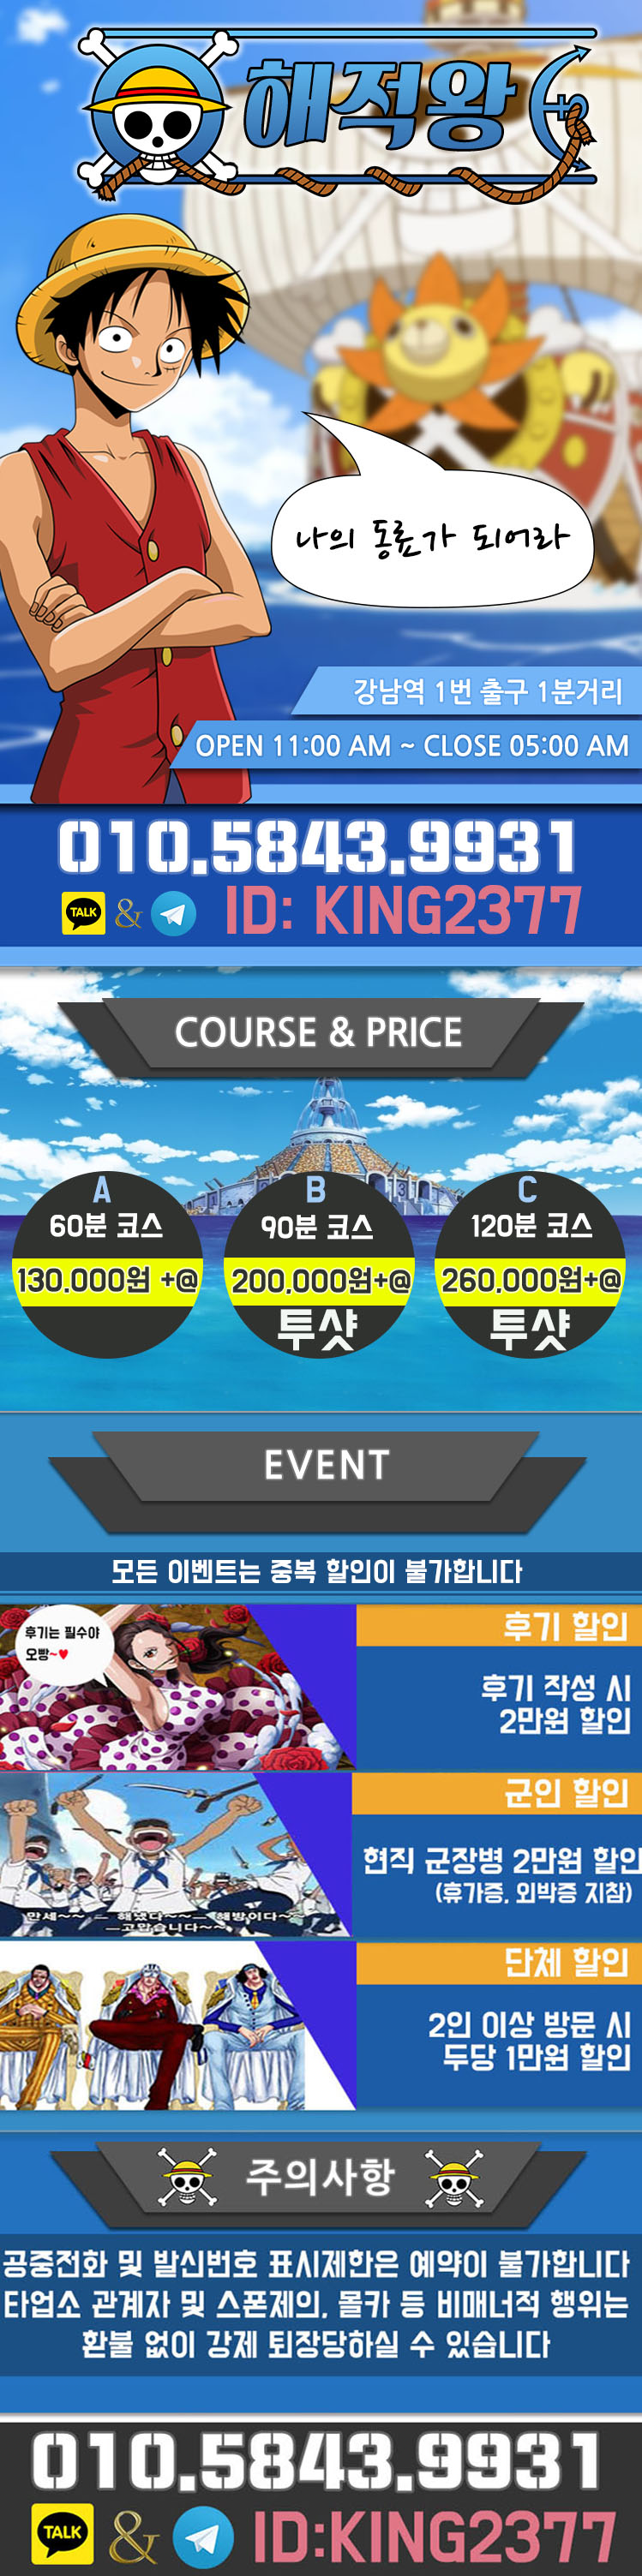 해적왕
나의 동료가 되어라
강남역 1번 출구 1분거리
OPEN 11:00 AM ~ CLOSE 05:00 AM
010.5843.9931
TALK & ID: KING2377
COURSE & PRICE
A
60분 코스
130.000원 +@
B
90분 코스
200,000원+@
투샷
C
120분 코스
260,000원+@
투샷
EVENT
모든 이벤트는 중복 할인이 불가합니다
후기는 필수야
오빵~♥
후기 할인
후기 작성 시
2만원 할인
군인 할인
현직 군장병 2만원 할인
(휴가증, 외박증 지참)
만세~~
해방이다~
고맙습니다~~
단체 할인
2인 이상 방문 시
두당 1만원 할인
주의사항
공중전화 및 발신번호 표시제한은 예약이 불가합니다
타업소 관계자 및 스폰제의, 몰카 등 비매너적 행위는
환불 없이 강제 퇴장당하실 수 있습니다
010.5843.9931
TALK & ID:KING2377